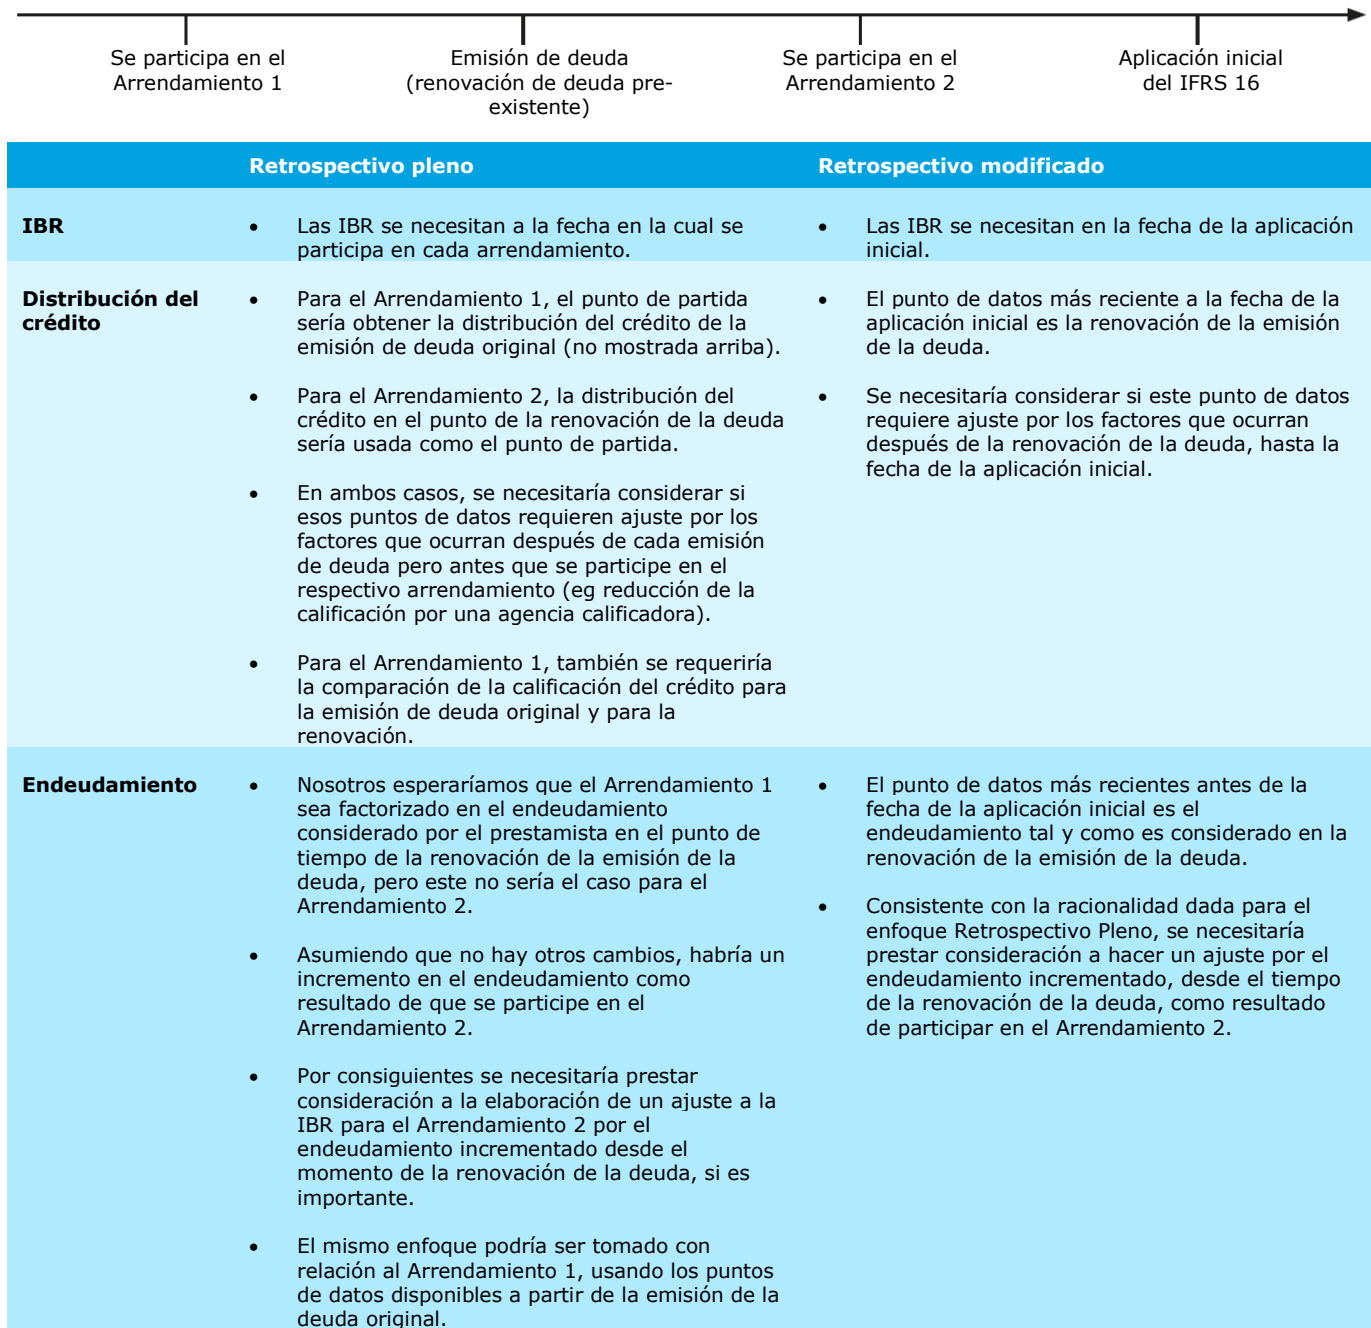 Se participa en el
Arrendamiento 1
Emisión de deuda
(renovación de deuda pre-
existente)
Se participa en el
Arrendamiento 2
Aplicación inicial
del IFRS 16
Retrospectivo pleno
Retrospectivo modificado
IBR
• Las IBR se necesitan a la fecha en la cual se
participa en cada arrendamiento.
• Las IBR se necesitan en la fecha de la aplicación
inicial.
Distribución del
crédito
• Para el Arrendamiento 1, el punto de partida
sería obtener la distribución del crédito de la
emisión de deuda original (no mostrada arriba).
• Para el Arrendamiento 2, la distribución del
crédito en el punto de la renovación de la deuda
sería usada como el punto de partida.
• En ambos casos, se necesitaría considerar si
esos puntos de datos requieren ajuste por los
factores que ocurran después de cada emisión
de deuda pero antes que se participe en el
respectivo arrendamiento (eg reducción de la
calificación por una agencia calificadora).
• Para el Arrendamiento 1, también se requeriría
la comparación de la calificación del crédito para
la emisión de deuda original y para la
renovación.
• El punto de datos más reciente a la fecha de la
aplicación inicial es la renovación de la emisión
de la deuda.
• Se necesitaría considerar si este punto de datos
requiere ajuste por los factores que ocurran
después de la renovación de la deuda, hasta la
fecha de la aplicación inicial.
Endeudamiento
• Nosotros esperaríamos que el Arrendamiento 1
sea factorizado en el endeudamiento
considerado por el prestamista en el punto de
tiempo de la renovación de la emisión de la
deuda, pero este no sería el caso para el
Arrendamiento 2.
• Asumiendo que no hay otros cambios, habría un
incremento en el endeudamiento como
resultado de que se participe en el
Arrendamiento 2.
• Por consiguientes se necesitaría prestar
consideración a la elaboración de un ajuste a la
IBR para el Arrendamiento 2 por el
endeudamiento incrementado desde el
momento de la renovación de la deuda, si es
importante.
• El mismo enfoque podría ser tomado con
relación al Arrendamiento 1, usando los puntos
de datos disponibles a partir de la emisión de la
deuda original.
• El punto de datos más recientes antes de la
fecha de la aplicación inicial es el
endeudamiento tal y como es considerado en la
renovación de la emisión de la deuda.
• Consistente con la racionalidad dada para el
enfoque Retrospectivo Pleno, se necesitaría
prestar consideración a hacer un ajuste por el
endeudamiento incrementado, desde el tiempo
de la renovación de la deuda, como resultado
de participar en el Arrendamiento 2.